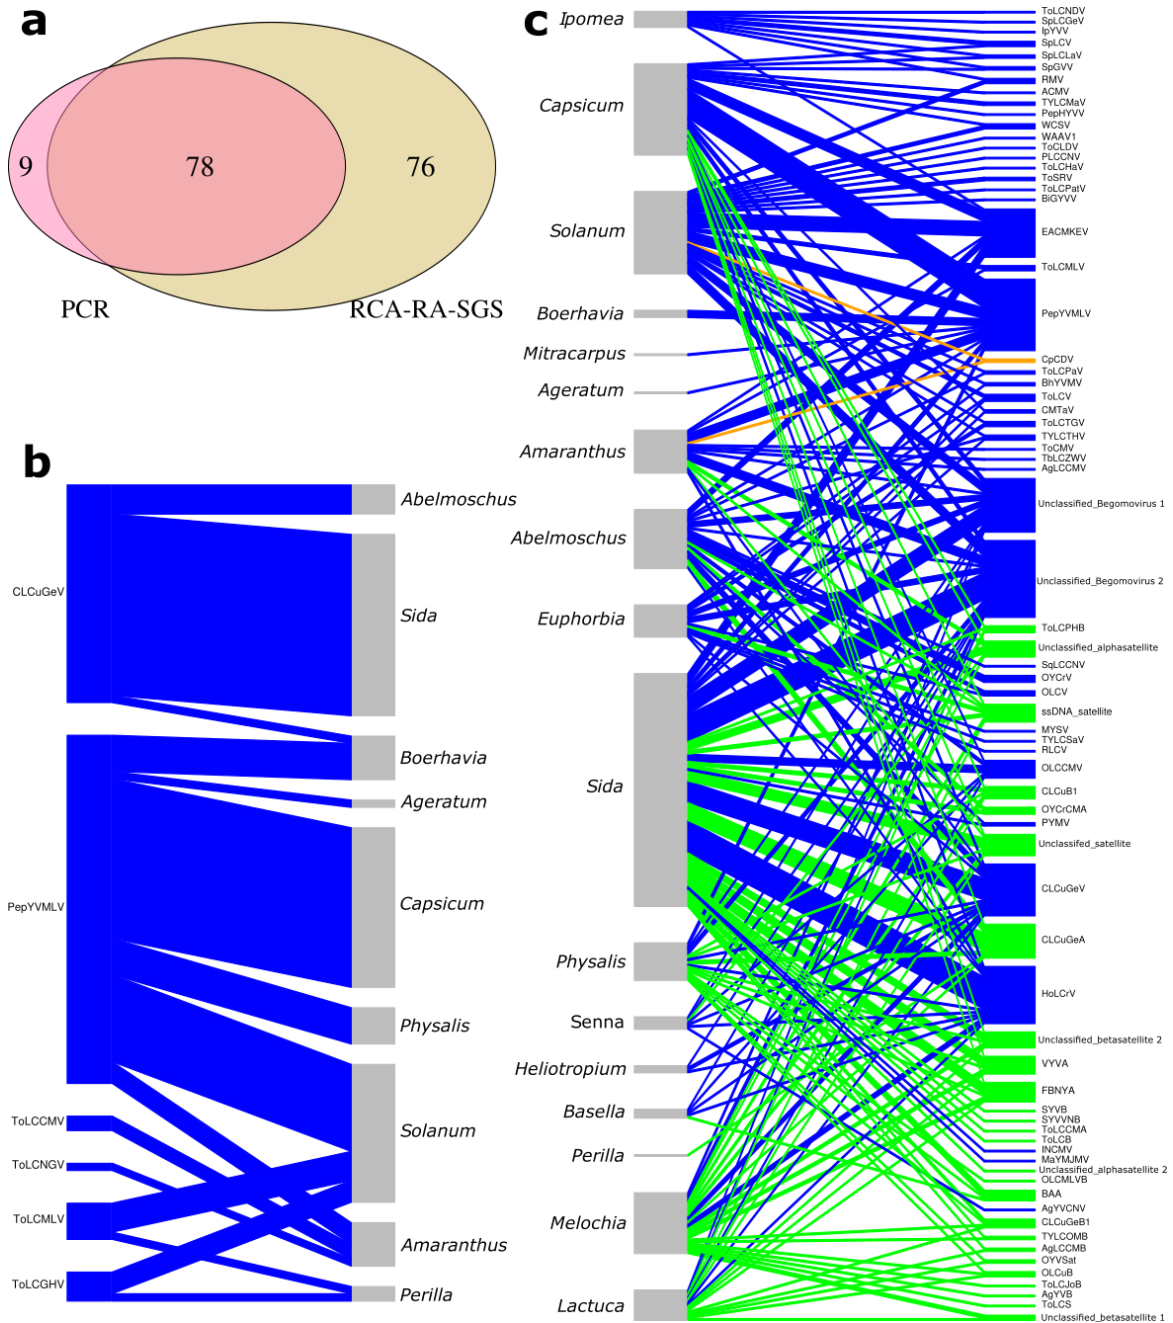 a
9
78
76
PCR
RCA-RA-SGS
b
CLCuGeV
PepYVMLV
ToLCCMV
ToLCNGV
ToLCMLV
ToLCGHV
Abelmoschus
Sida
Boerhavia
Ageratum
Capsicum
Physalis
Solanum
Amaranthus
Perilla
c
Ipomea
Capsicum
Solanum
Boerhavia
Mitracarpus
Ageratum
Amaranthus
Abelmoschus
Euphorbia
Sida
Physalis
Senna
Heliotropium
Basella
Perilla
Melochia
Lactuca
ToLCNDV
SpLCGeV
IpYVV
SpLCV
SpLCLaV
SpGVV
RMV
ACMV
TYLCMaV
PepHYVV
WCSV
WAAV1
ToCLDV
PLCCNV
ToLCHaV
ToSRV
ToLCPatV
BiGYVV
EACMKEV
ToLCMLV
PepYVMLV
CpCDV
ToLCPaV
BhYVMV
ToLCV
CMTaV
ToLCTGV
TYLCTHV
ToCMV
TbLCZWV
AgLCCMV
Unclassified_Begomovirus 1
Unclassified_Begomovirus 2
ToLCPHB
Unclassified_alphasatellite
SqLCCNV
OYCrV
OLCV
ssDNA_satellite
MYSV
TYLCSaV
RLCV
OLCCMV
CLCuB1
OYCrCMA
PYMV
Unclassifed_satellite
CLCuGeV
CLCuGeA
HoLCrV
Unclassified_betasatellite 2
VYVA
FBNYA
SYVB
SYVVNB
ToLCCMA
ToLCB
INCMV
MaYMJMV
Unclassified_alphasatellite 2
OLCMLVB
BAA
AgYVCNV
CLCuGeB1
TYLCOMB
AgLCCMB
OYVSat
OLCuB
ToLCJoB
AgYVB
ToLCS
Unclassified_betasatellite 1